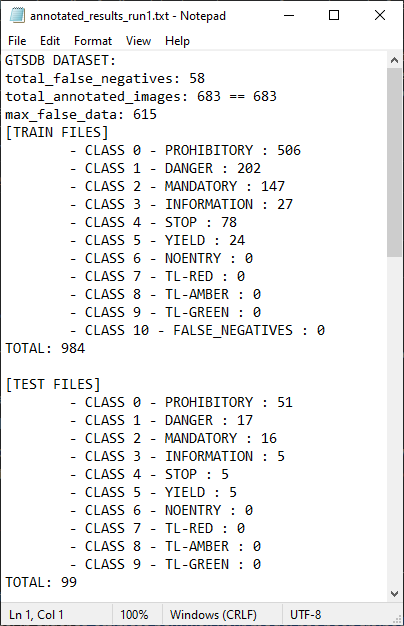 annotated_results_run1.txt - Notepad
File Edit Format View Help
GTSDB DATASET:
total_false_negatives: 58
total_annotated_images: 683 == 683
max_false_data: 615
[TRAIN FILES]
- CLASS 0 - PROHIBITORY : 506
- CLASS 1 - DANGER : 202
- CLASS 2 - MANDATORY : 147
- CLASS 3 - INFORMATION : 27
- CLASS 4 - STOP : 78
- CLASS 5 - YIELD : 24
- CLASS 6 - NOENTRY : 0
- CLASS 7 - TL-RED : 0
- CLASS 8 - TL-AMBER : 0
- CLASS 9 - TL-GREEN : 0
- CLASS 10 - FALSE_NEGATIVES : 0
TOTAL: 984
[TEST FILES]
- CLASS 0 - PROHIBITORY : 51
- CLASS 1 - DANGER : 17
- CLASS 2 - MANDATORY : 16
- CLASS 3 - INFORMATION : 5
- CLASS 4 - STOP : 5
- CLASS 5 - YIELD : 5
- CLASS 6 - NOENTRY : 0
- CLASS 7 - TL-RED : 0
- CLASS 8 - TL-AMBER : 0
- CLASS 9 - TL-GREEN : 0
TOTAL: 99
Ln 1, Col 1 100% Windows (CRLF) UTF-8